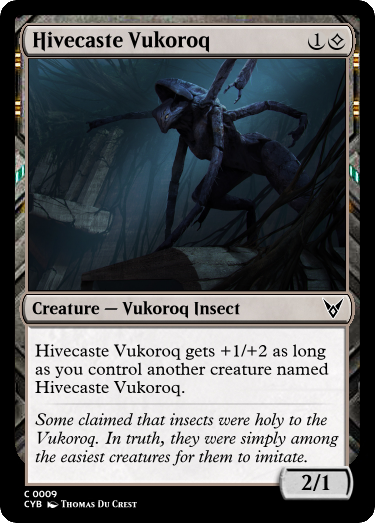 Hivecaste Vukoroq 1
Creature — Vukoroq Insect
Hivecaste Vukoroq gets +1/+2 as long
as you control another creature named
Hivecaste Vukoroq.
Some claimed that insects were holy to the
Vukoroq. In truth, they were simply among
the easiest creatures for them to imitate.
2/1
C 0009
CYB Thomas Du Crest